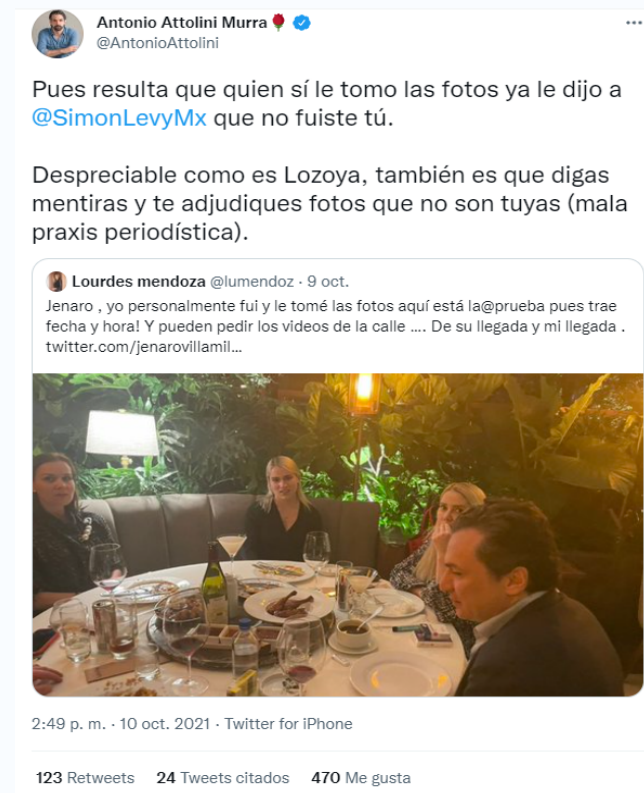 Antonio Attolini Murra🌹
@AntonioAttolini
...
Pues resulta que quien sí le tomo las fotos ya le dijo a
@SimonLevyMx que no fuiste tú.
Despreciable como es Lozoya, también es que digas
mentiras y te adjudiques fotos que no son tuyas (mala
praxis periodística).
Lourdes mendoza @lumendoz · 9 oct.
Jenaro , yo personalmente fui y le tomé las fotos aquí está la@prueba pues trae
fecha y hora! Y pueden pedir los videos de la calle .... De su llegada y mi llegada .
twitter.com/jenarovillamil...
2:49 p. m. · 10 oct. 2021 · Twitter for iPhone
123 Retweets 24 Tweets citados 470 Me gusta